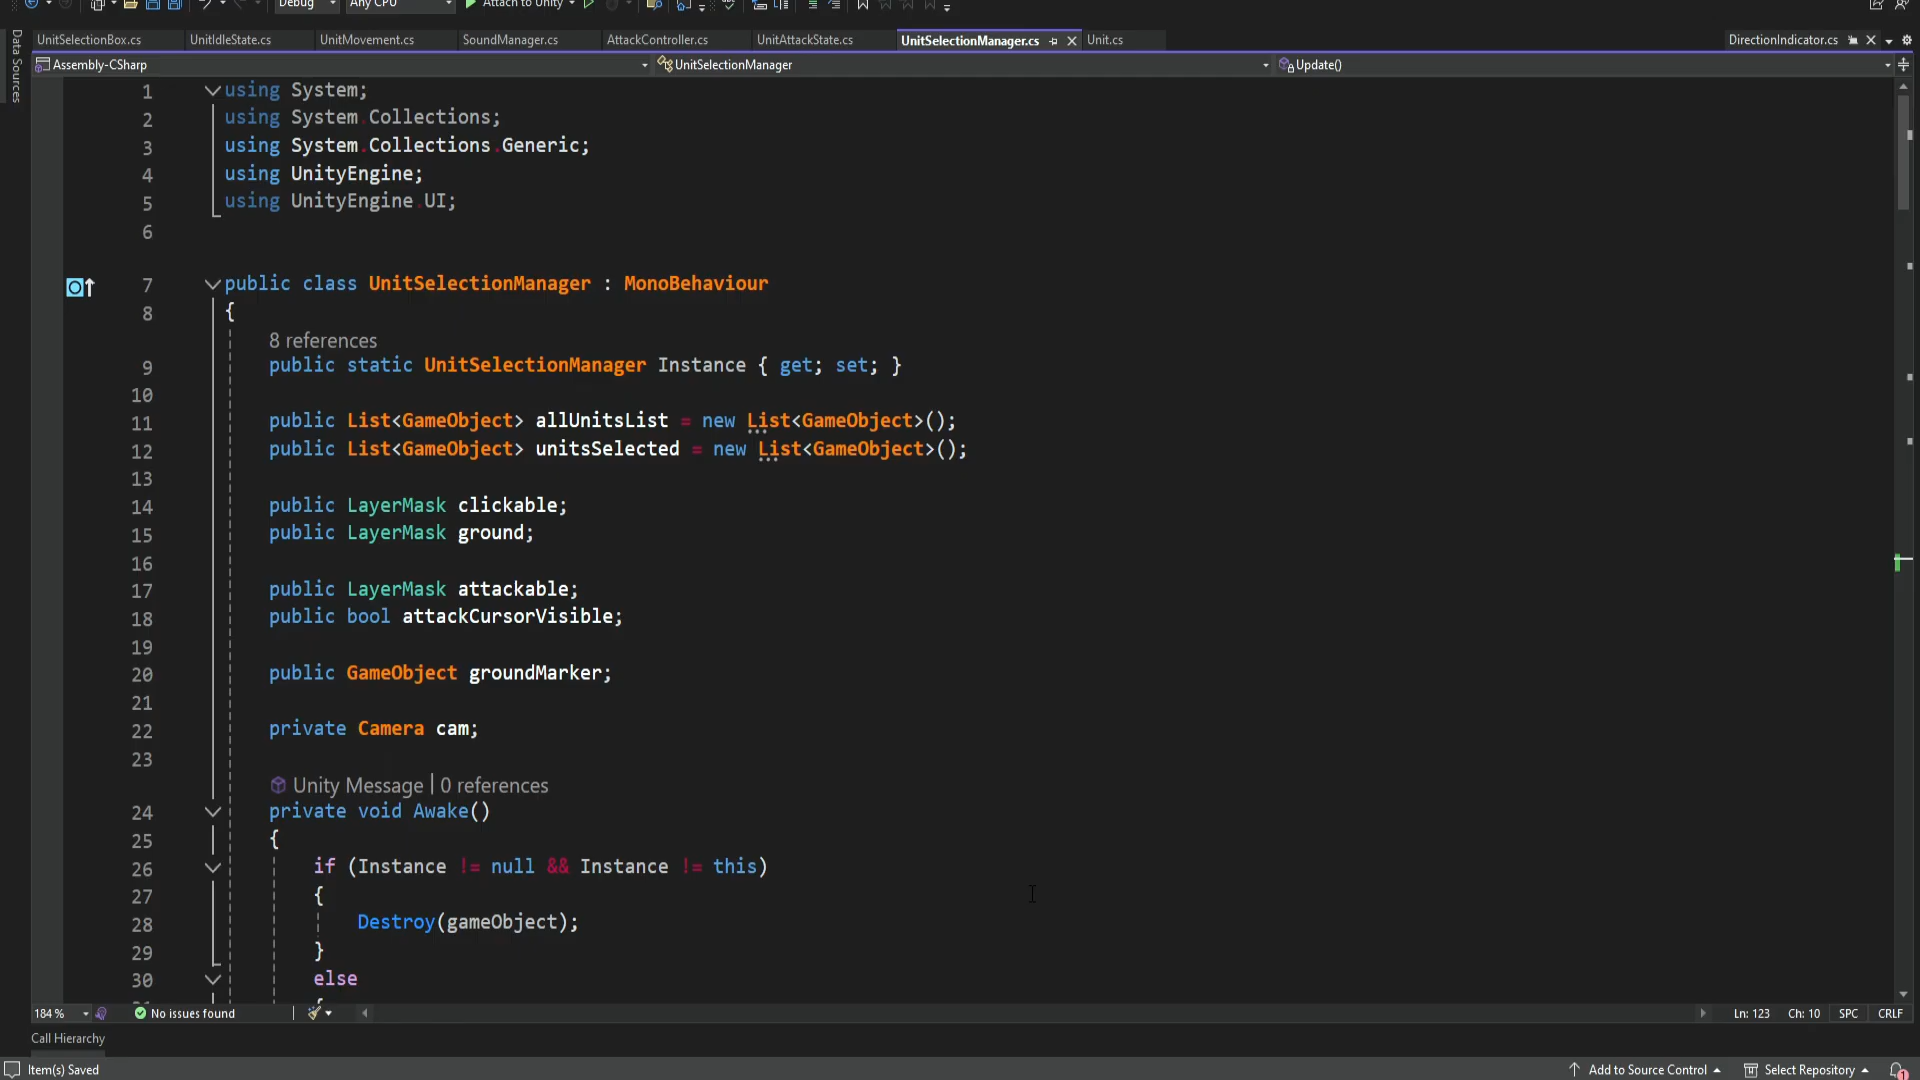 Debug
Any CPU
Attach to Unity
UnitSelectionBox.cs
UnitIdleState.cs
UnitMovement.cs
SoundManager.cs
AttackController.cs
UnitAttackState.cs
UnitSelectionManager.cs
Unit.cs
DirectionIndicator.cs
Data Sources
Assembly-CSharp
UnitSelectionManager
Update()
1 using System;
2 using System.Collections;
3 using System.Collections.Generic;
4 using UnityEngine;
5 using UnityEngine.UI;
6
7 public class UnitSelectionManager : MonoBehaviour
8 {
8 references
9 public static UnitSelectionManager Instance { get; set; }
10
11 public List<GameObject> allUnitsList = new List<GameObject>();
12 public List<GameObject> unitsSelected = new List<GameObject>();
13
14 public LayerMask clickable;
15 public LayerMask ground;
16
17 public LayerMask attackable;
18 public bool attackCursorVisible;
19
20 public GameObject groundMarker;
21
22 private Camera cam;
23
Unity Message | 0 references
24 private void Awake()
25 {
26 if (Instance != null && Instance != this)
27 {
28 Destroy(gameObject);
29 }
30 else
184 %
No issues found
Ln: 123
Ch: 10
SPC
CRLF
Call Hierarchy
Item(s) Saved
Add to Source Control
Select Repository
1